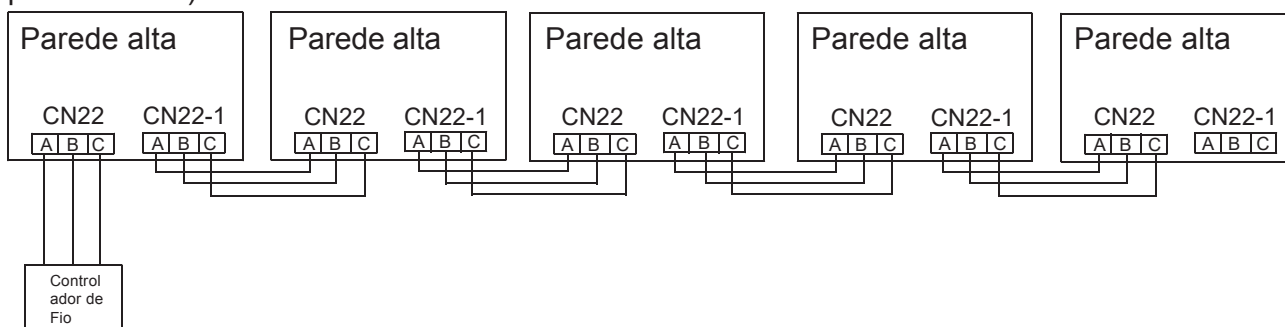 Parede alta Parede alta Parede alta Parede alta Parede alta
CN22 CN22-1 CN22 CN22-1 CN22 CN22-1 CN22 CN22-1 CN22 CN22-1
A B C A B C A B C A B C A B C A B C A B C A B C A B C A B C
Control
ador de
Fio